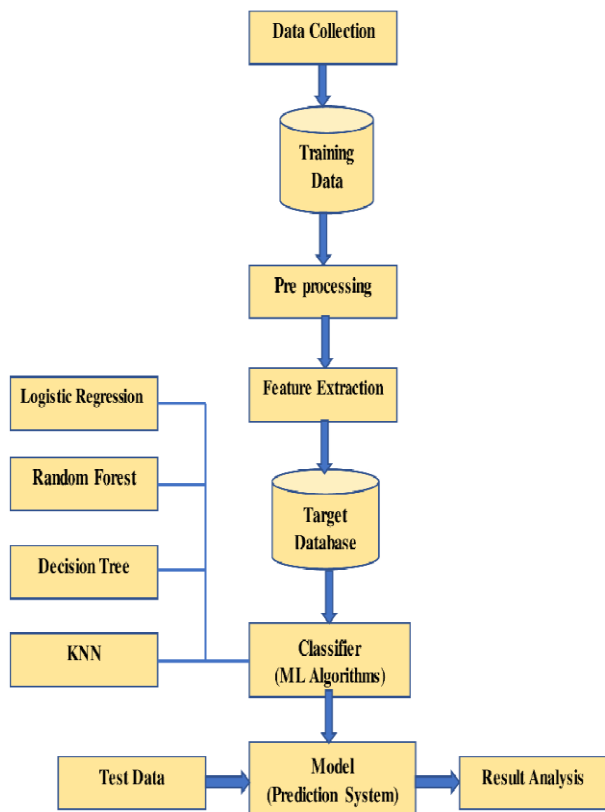 Data Collection
Training
Data
Pre processing
Feature Extraction
Logistic Regression
Random Forest
Decision Tree
KNN
Target
Database
Classifier
(ML Algorithms)
Test Data
Model
(Prediction System)
Result Analysis